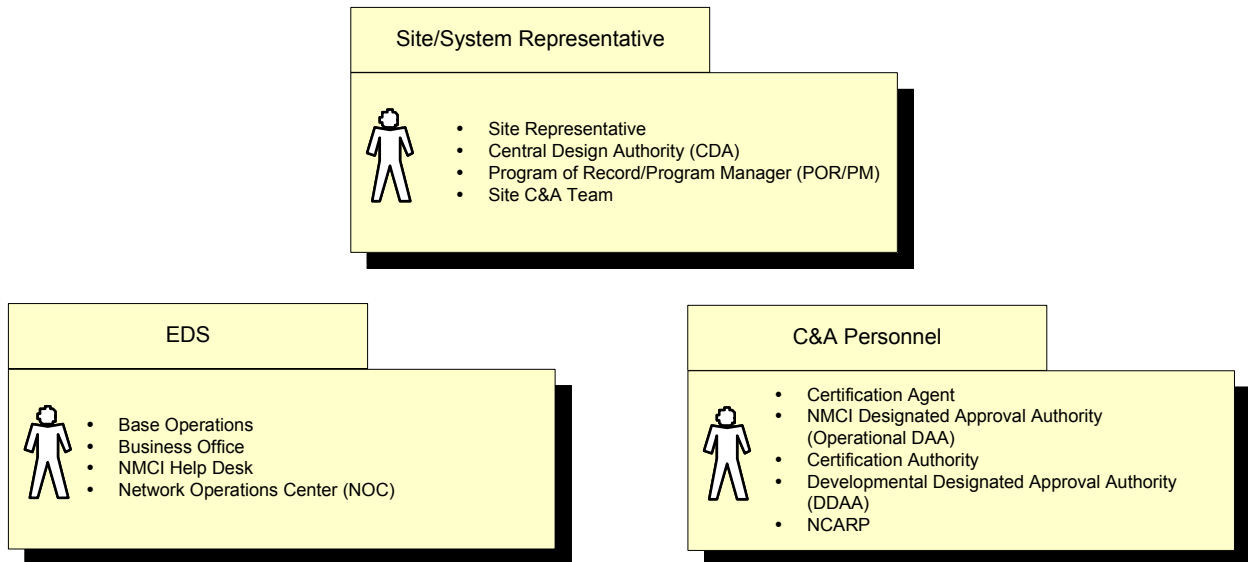 Site/System Representative
• Site Representative
• Central Design Authority (CDA)
• Program of Record/Program Manager (POR/PM)
• Site C&A Team
EDS
• Base Operations
• Business Office
• NMCI Help Desk
• Network Operations Center (NOC)
C&A Personnel
• Certification Agent
• NMCI Designated Approval Authority
(Operational DAA)
• Certification Authority
• Developmental Designated Approval Authority
(DDAA)
• NCARP